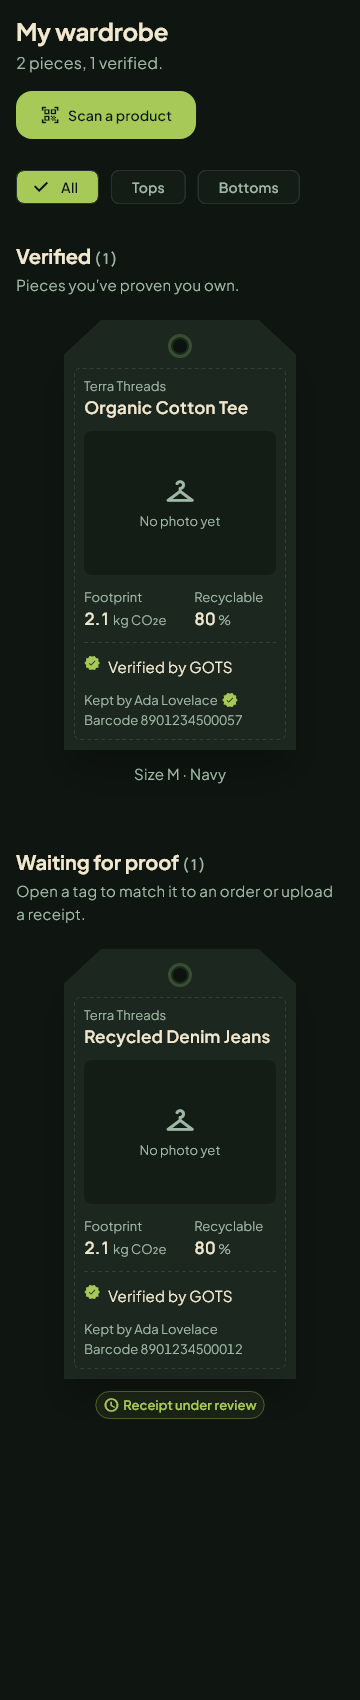 My wardrobe
2 pieces, 1 verified.
Scan a product
All
Tops
Bottoms
Verified (1)
Pieces you've proven you own.
Terra Threads
Organic Cotton Tee
No photo yet
Footprint
Recyclable
2.1 kg CO₂e
80 %
Verified by GOTS
Kept by Ada Lovelace
Barcode 8901234500057
Size M · Navy
Waiting for proof (1)
Open a tag to match it to an order or upload
a receipt.
Terra Threads
Recycled Denim Jeans
No photo yet
Footprint
Recyclable
2.1 kg CO₂e
80 %
Verified by GOTS
Kept by Ada Lovelace
Barcode 8901234500012
Receipt under review